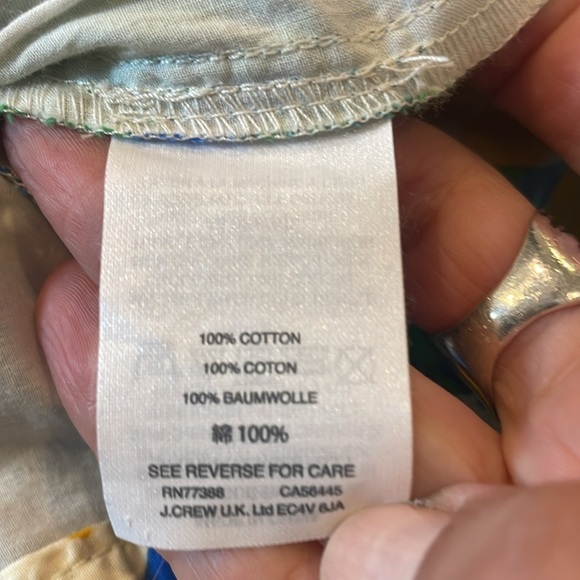 100% COTTON
100% COTON
100% BAUMWOLLE
綿 100%
SEE REVERSE FOR CARE
RN77388 CA56445
J.CREW U.K. Ltd EC4V 6JA